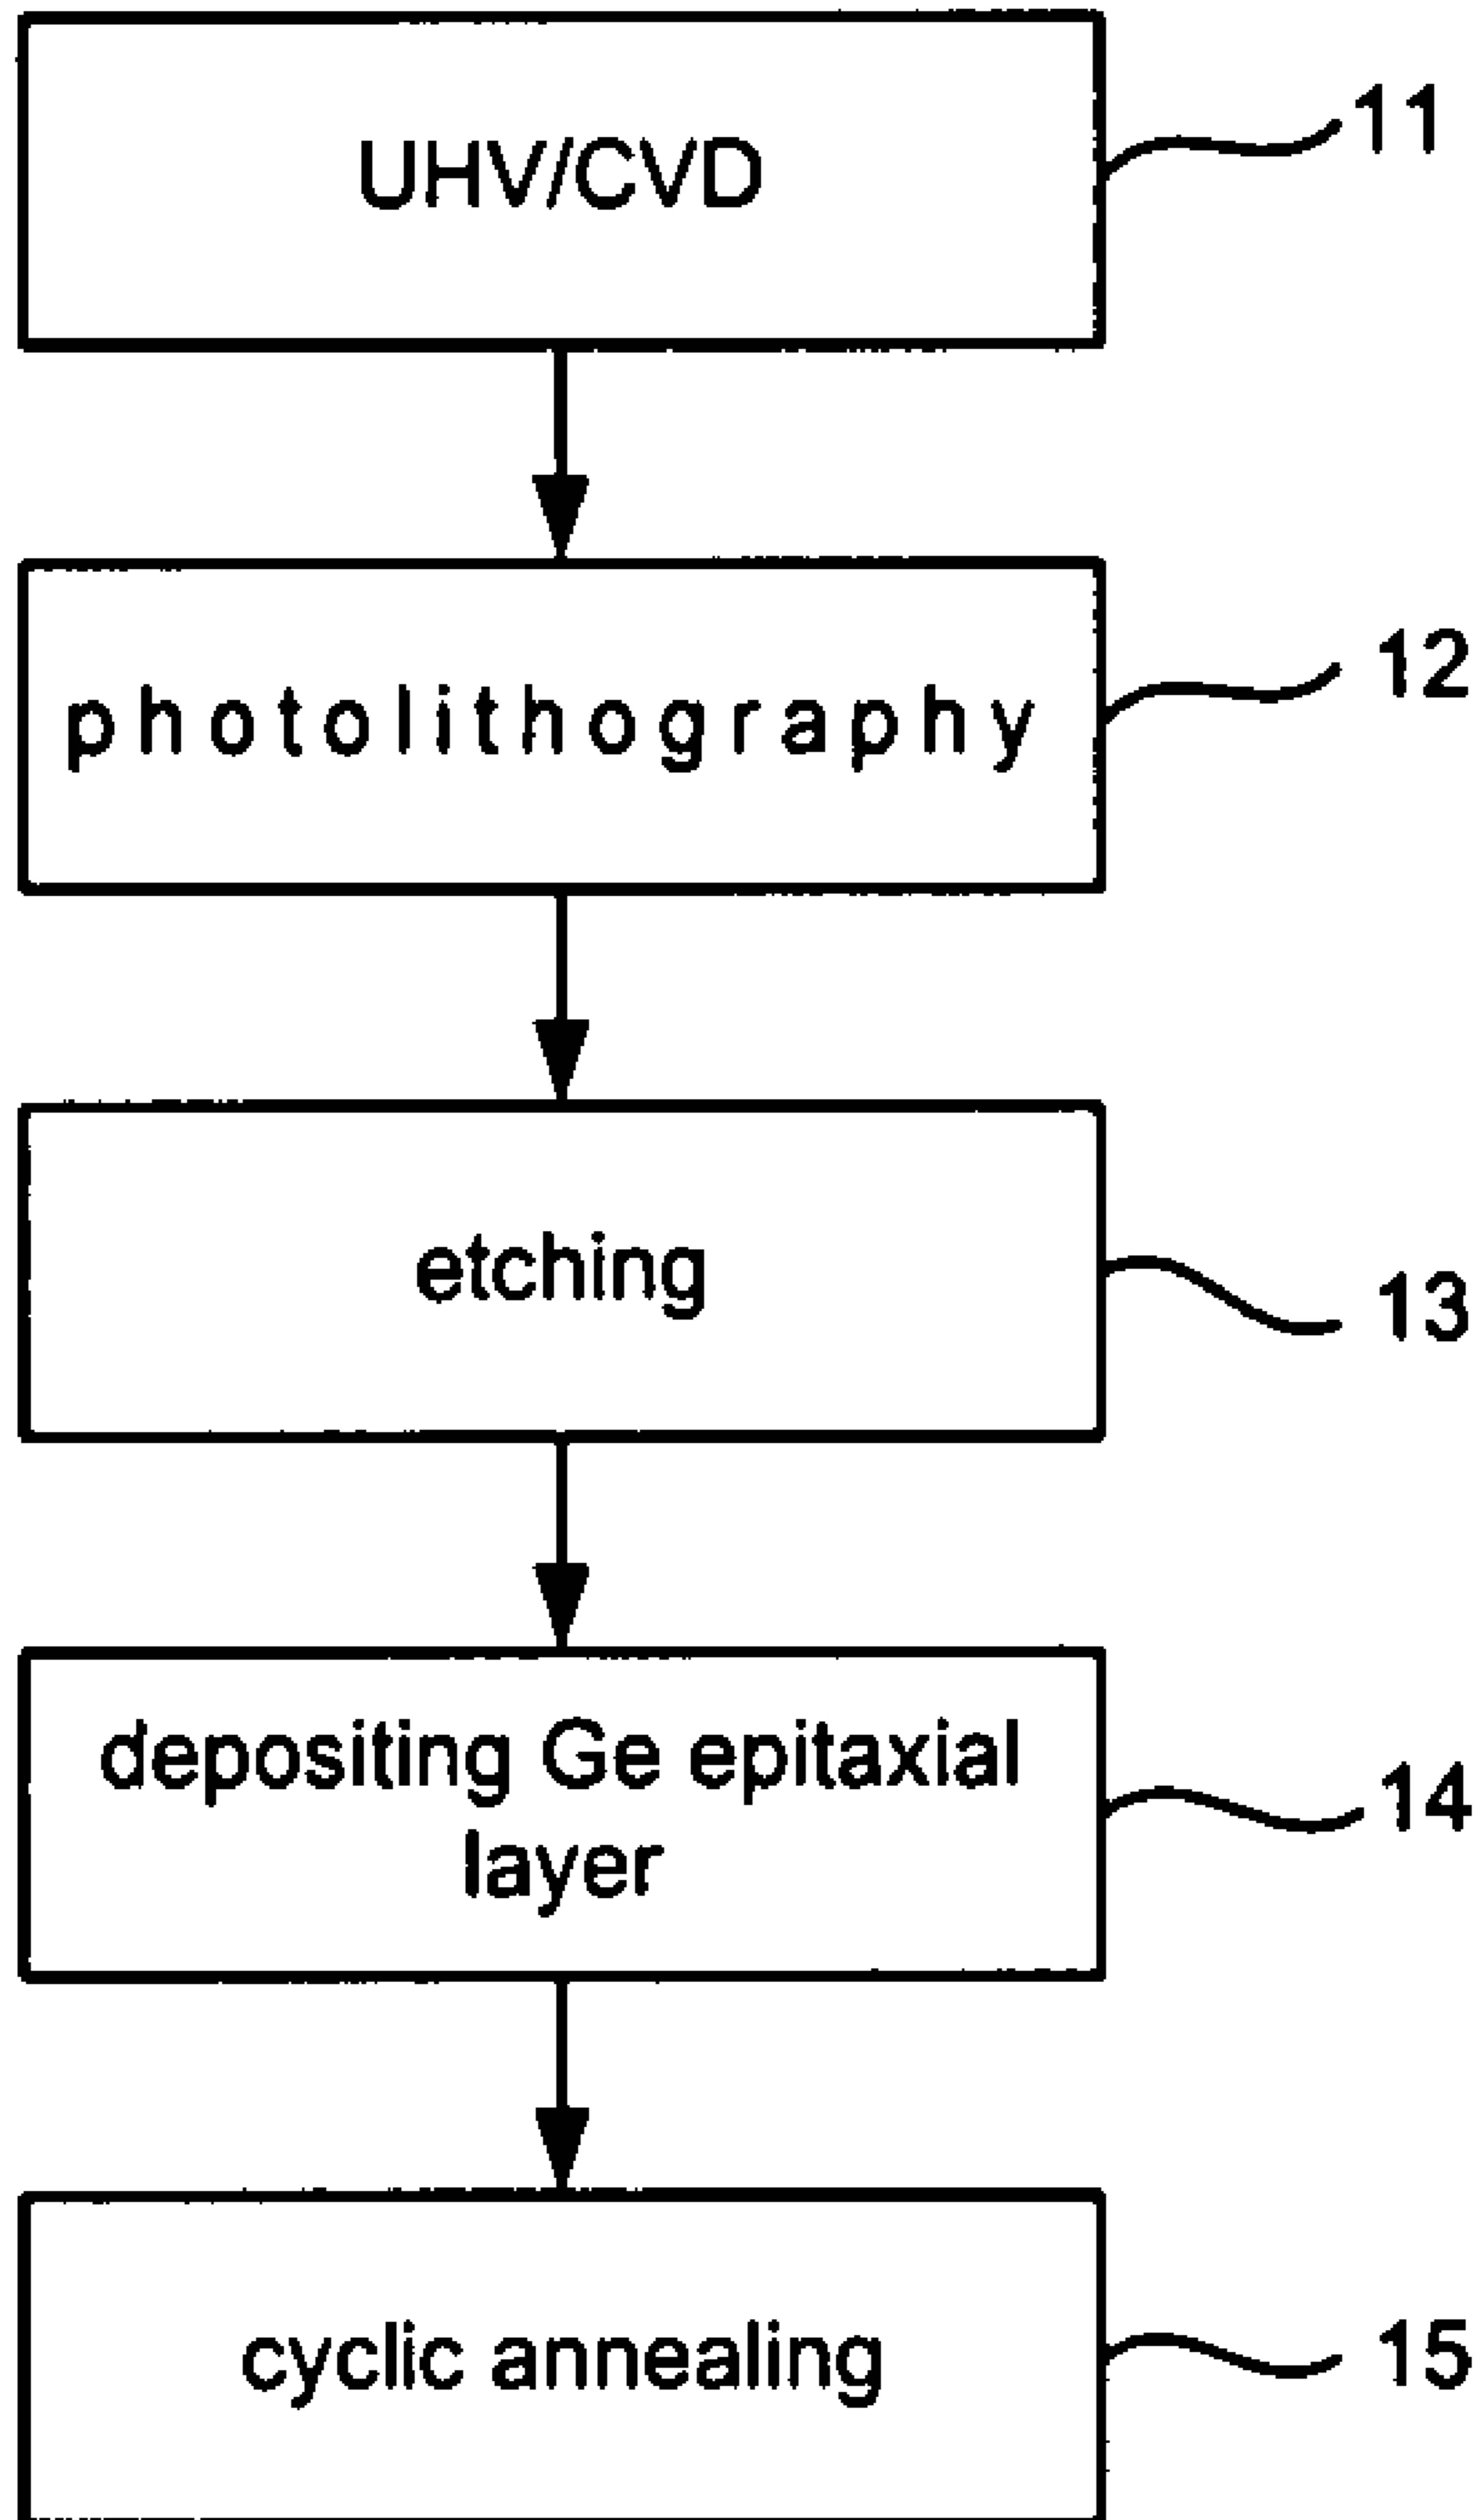 UHV/CVD
11
photolithography
12
etching
13
depositing Ge epitaxial
layer
14
cyclic annealing
15